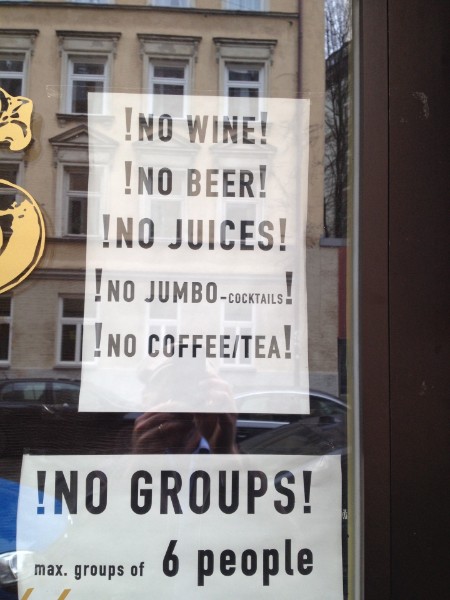 !NO WINE!
!NO BEER!
!NO JUICES!
!NO JUMBO-COCKTAILS!
!NO COFFEE/TEA!
!NO GROUPS!
max. groups of 6 people